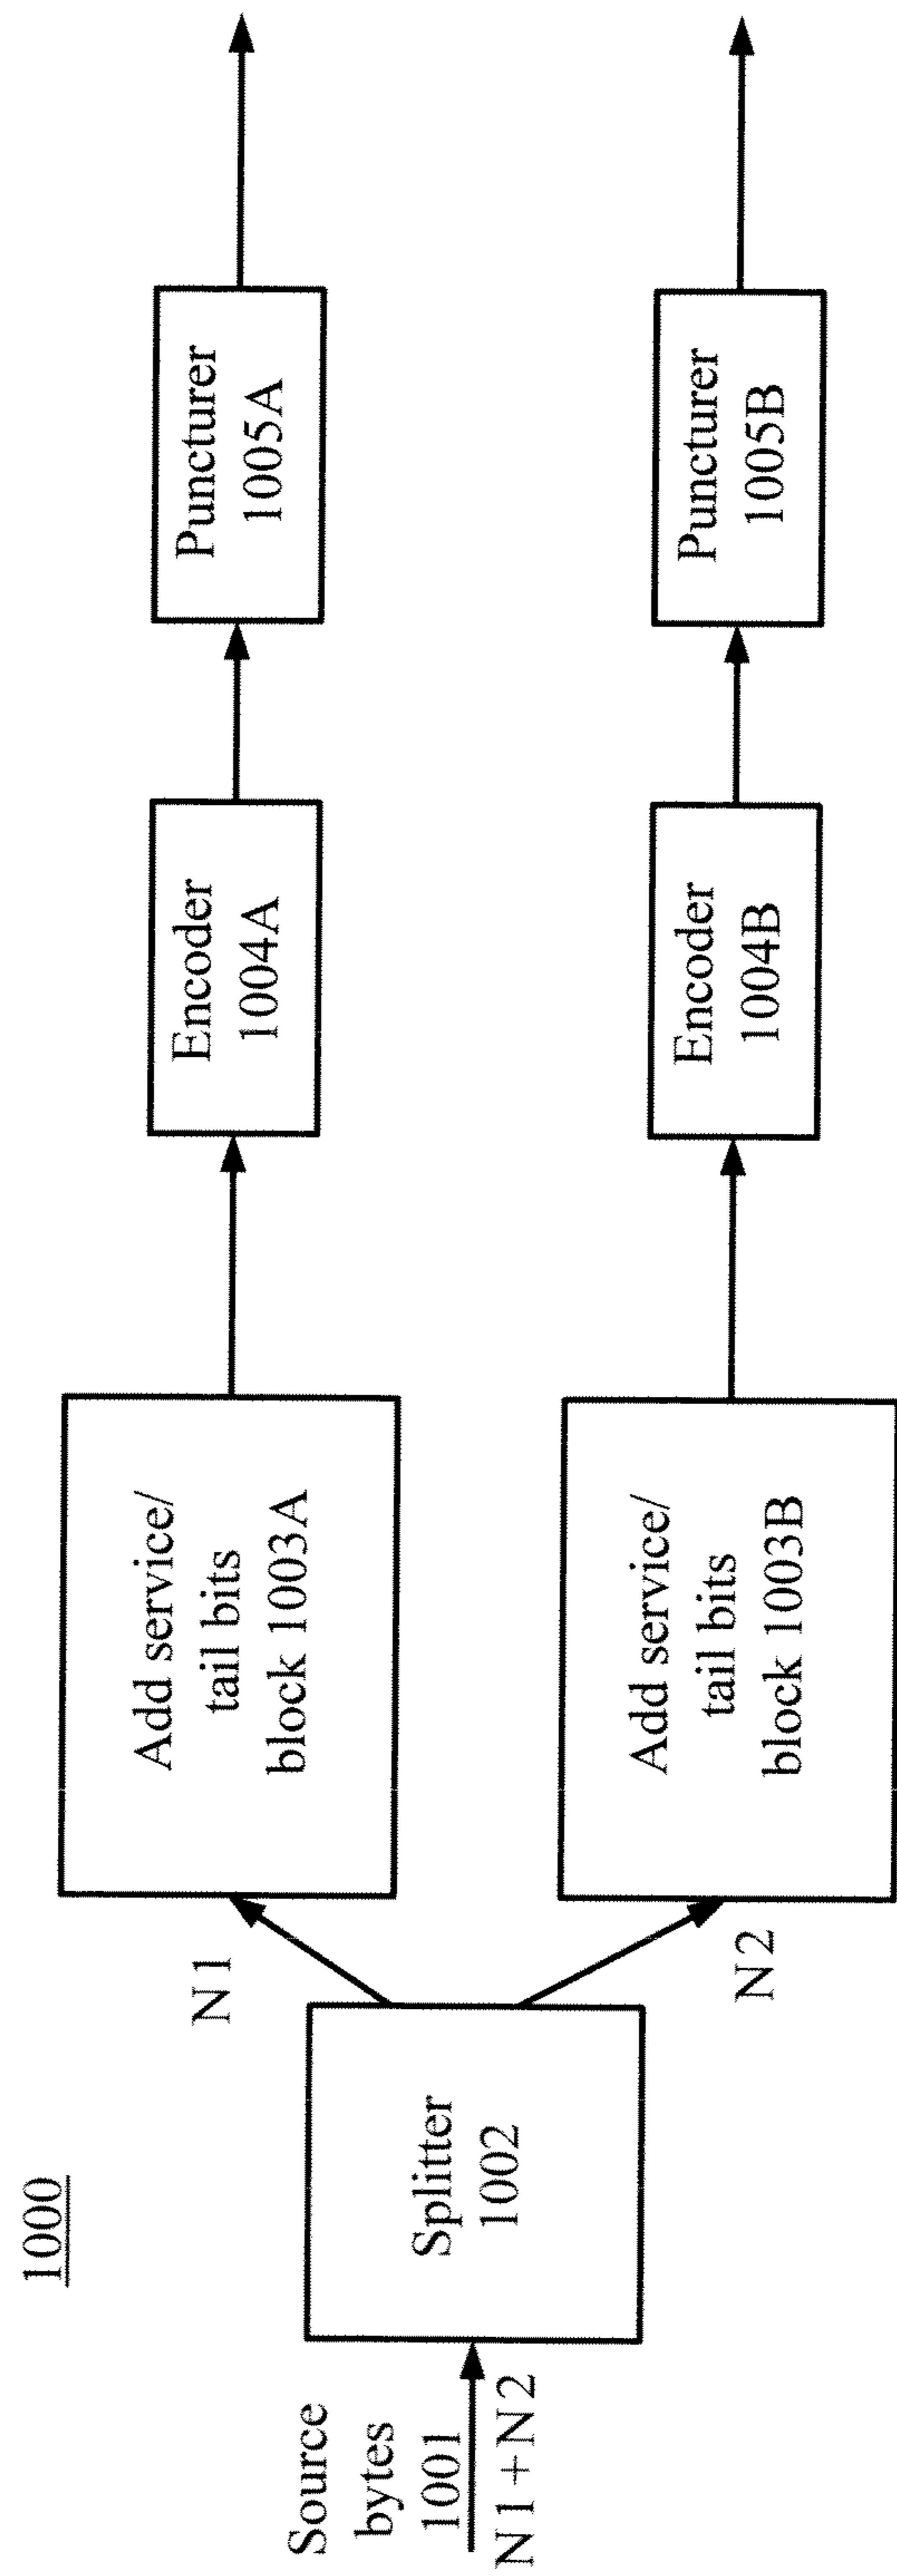 1000
Source
bytes
1001
N1+N2
Splitter
1002
N1
N2
Add service/
tail bits
block 1003A
Encoder
1004A
Puncturer
1005A
Add service/
tail bits
block 1003B
Encoder
1004B
Puncturer
1005B